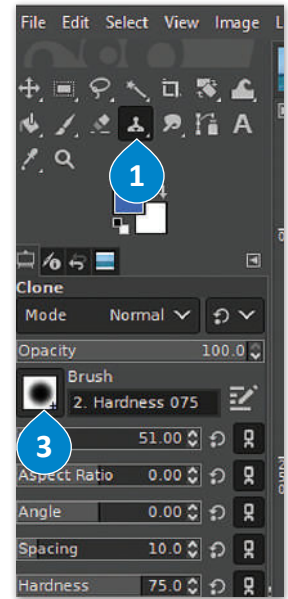 File Edit Select View Image L
A
1
Clone
Mode Normal
Opacity 100.0
Brush
2. Hardness 075
3
51.00
Aspect Ratio 0.00
Angle 0.00
Spacing 10.0
Hardness 75.0